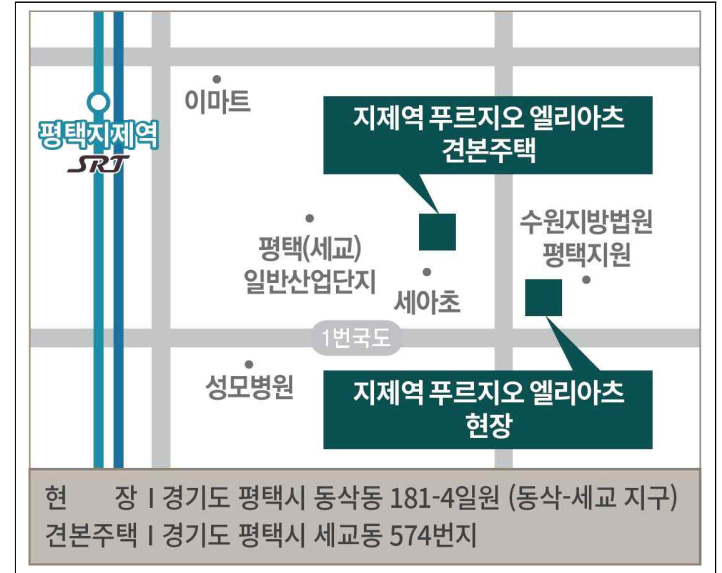 이마트
평택지제역
SRT
지제역 푸르지오 엘리아츠
견본주택
수원지방법원
평택지원
평택(세교)
일반산업단지
세아초
1번국도
성모병원
지제역 푸르지오 엘리아츠
현장
현 장 I 경기도 평택시 동삭동 181-4일원 (동삭-세교 지구)
견본주택 I 경기도 평택시 세교동 574번지